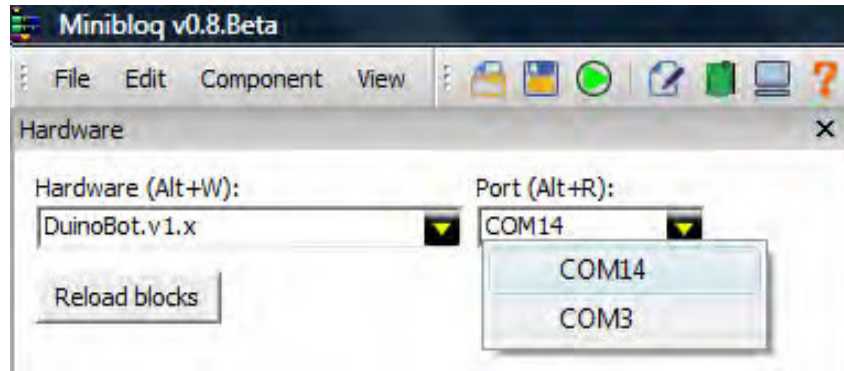 Minibloq v0.8.Beta
File Edit Component View ?
Hardware
Hardware (Alt+W): Port (Alt+R):
DuinoBot.v1.x COM14
COM14
Reload blocks
COM3